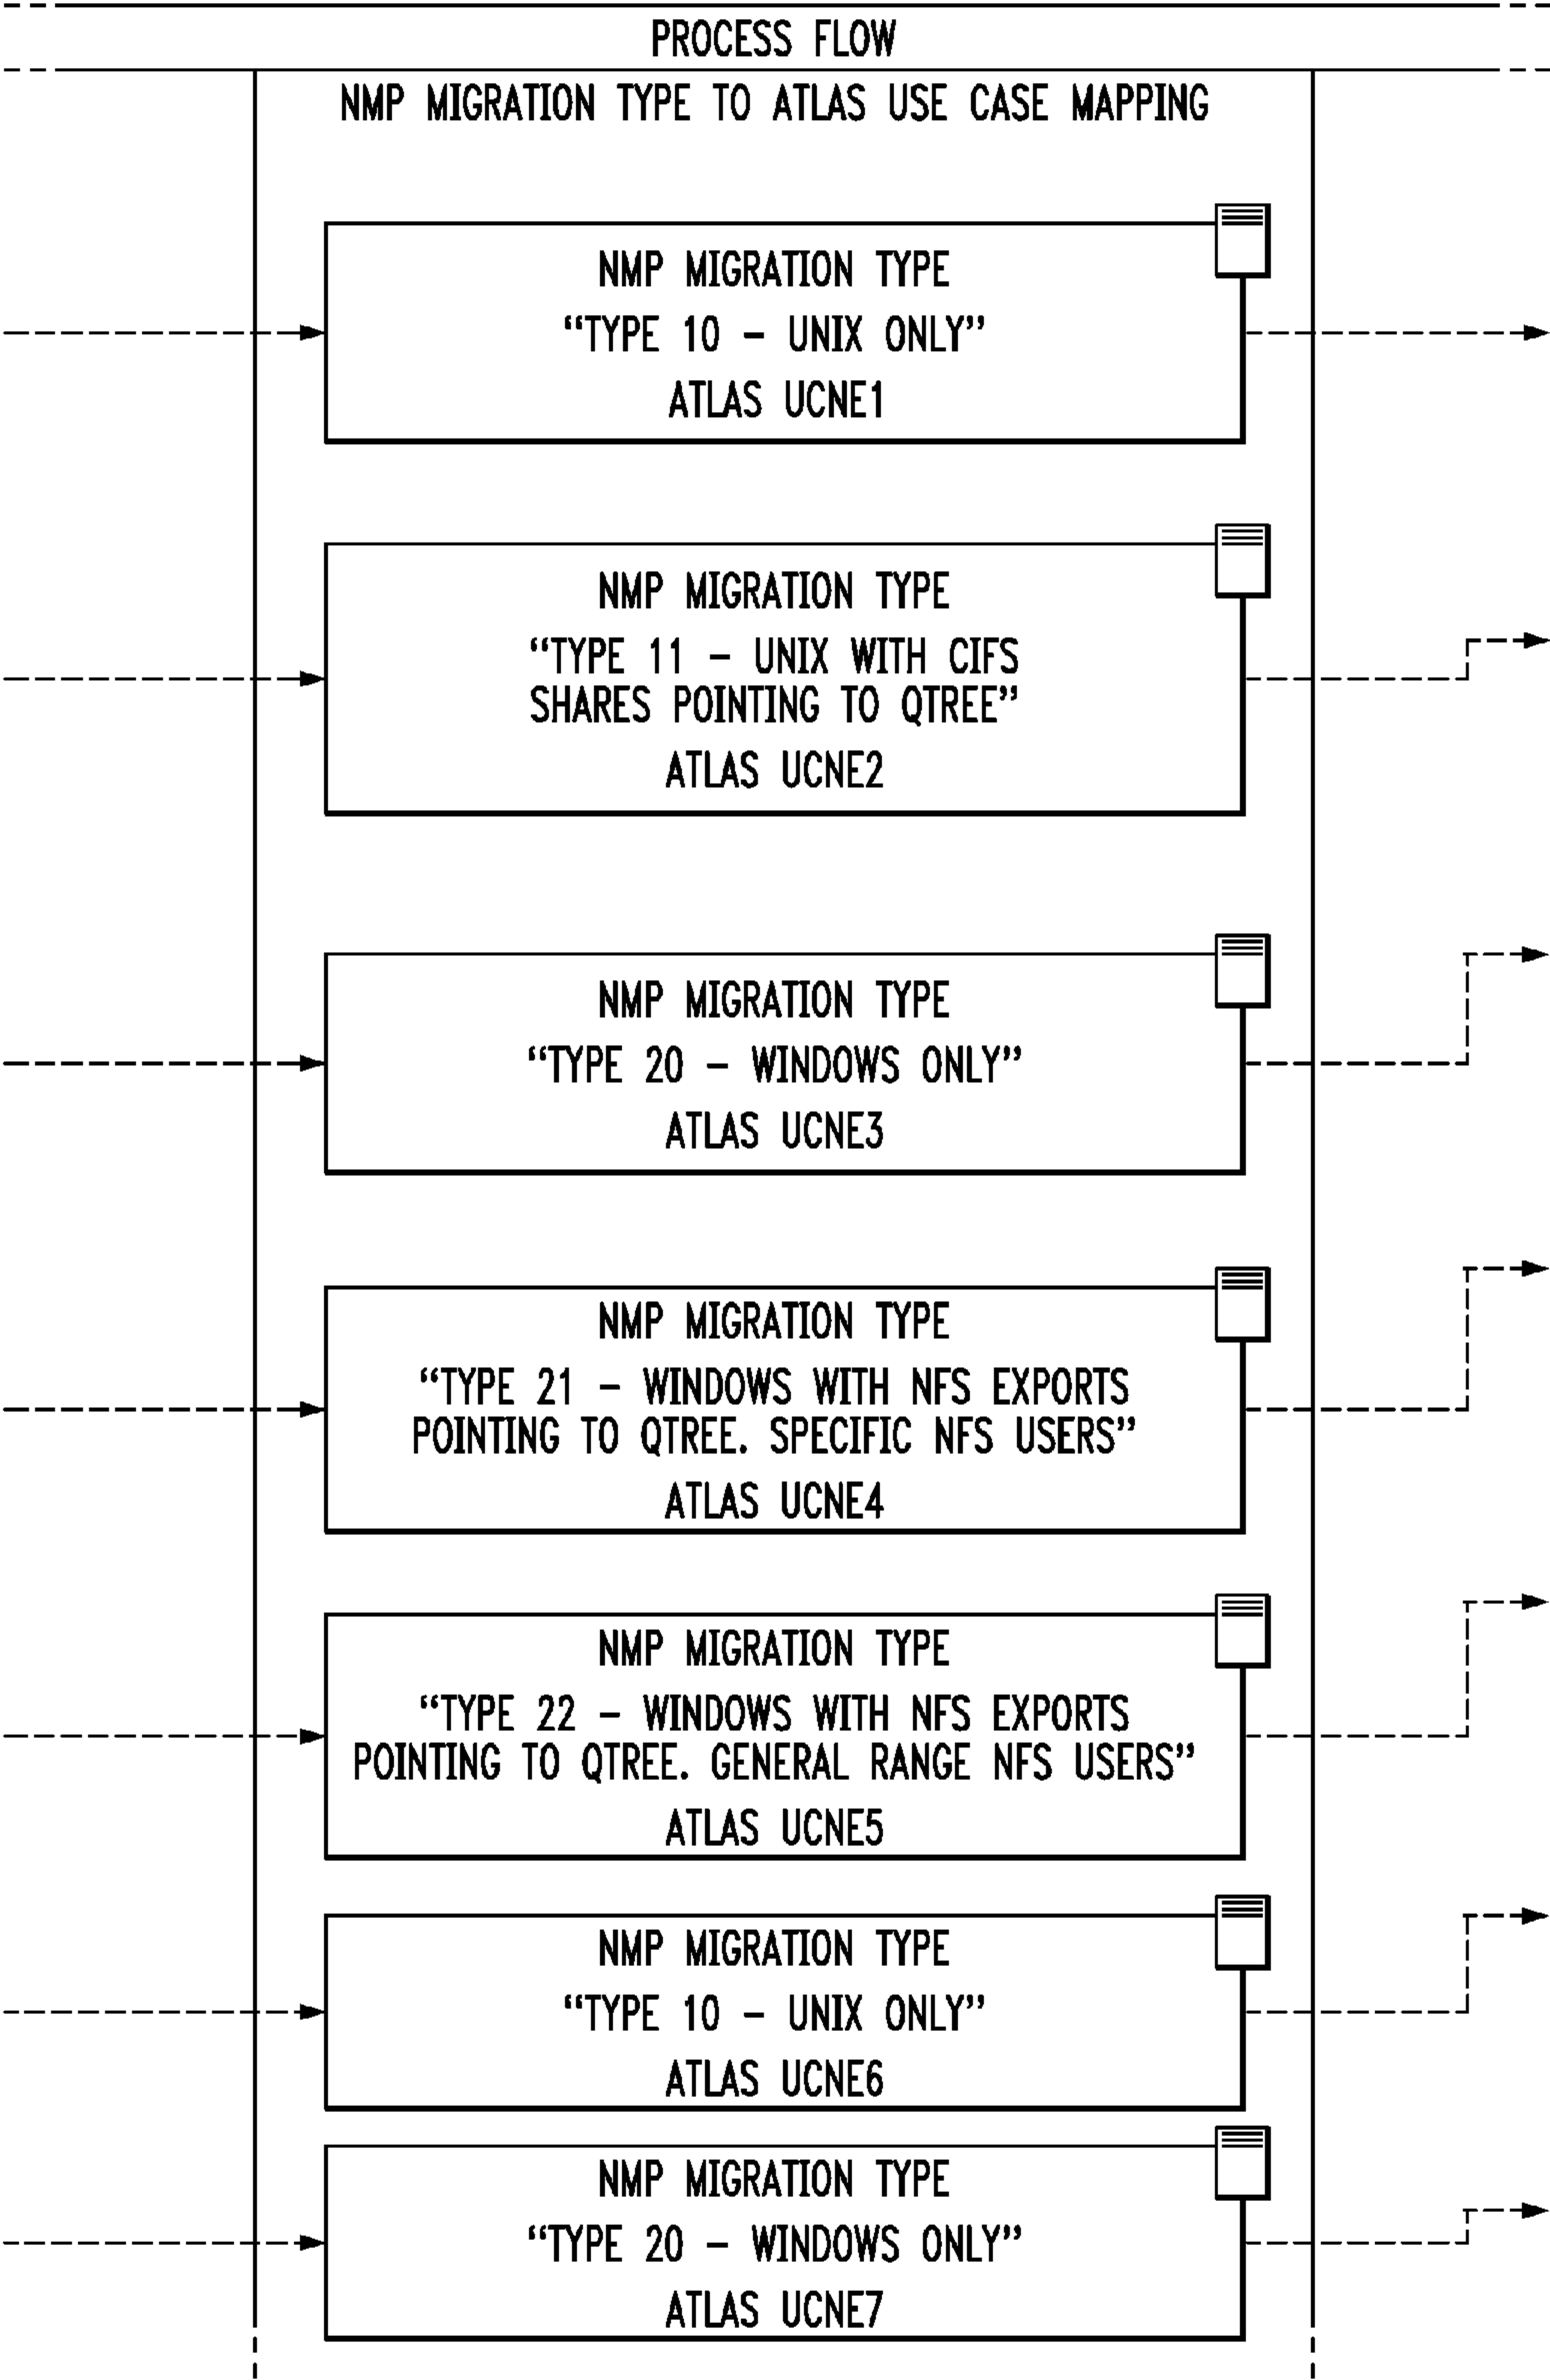 PROCESS FLOW
NMP MIGRATION TYPE TO ATLAS USE CASE MAPPING
NMP MIGRATION TYPE
“TYPE 10 – UNIX ONLY”
ATLAS UCNE1
NMP MIGRATION TYPE
“TYPE 11 – UNIX WITH CIFS
SHARES POINTING TO QTREE”
ATLAS UCNE2
NMP MIGRATION TYPE
“TYPE 20 – WINDOWS ONLY”
ATLAS UCNE3
NMP MIGRATION TYPE
“TYPE 21 – WINDOWS WITH NFS EXPORTS
POINTING TO QTREE. SPECIFIC NFS USERS”
ATLAS UCNE4
NMP MIGRATION TYPE
“TYPE 22 – WINDOWS WITH NFS EXPORTS
POINTING TO QTREE. GENERAL RANGE NFS USERS”
ATLAS UCNE5
NMP MIGRATION TYPE
“TYPE 10 – UNIX ONLY”
ATLAS UCNE6
NMP MIGRATION TYPE
“TYPE 20 – WINDOWS ONLY”
ATLAS UCNE7